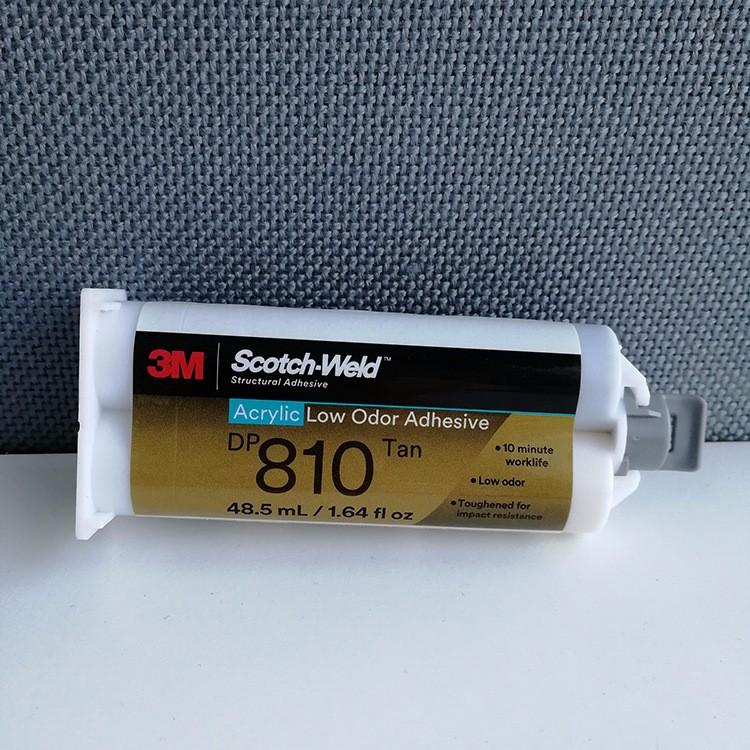 3M Scotch-Weld™
Structural Adhesive
Acrylic Low Odor Adhesive
DP 810 Tan
48.5 mL / 1.64 fl oz
• 10 minute
worklife
• Low odor
• Toughened for
impact resistance